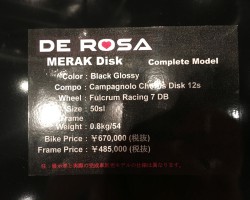 DE ROSA
MERAK Disk Complete Model
Color : Black Glossy
Compo : Campagnolo Chorus Disk 12s
Wheel : Fulcrum Racing 7 DB
Size : 50sl
Frame
Weight : 0.8kg/54
Bike Price : ￥670,000 (税抜)
Frame Price : ￥485,000 (税抜)